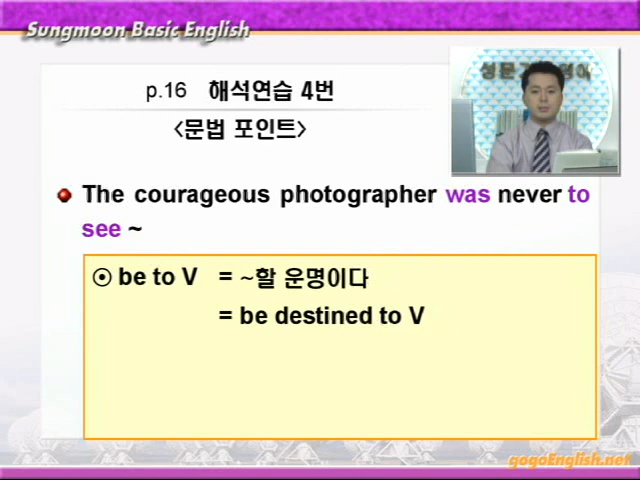 Sungmoon Basic English
p.16 해석연습 4번
<문법 포인트>
The courageous photographer was never to
see ~
⊙ be to V = ~할 운명이다
= be destined to V
gogoEnglish.net